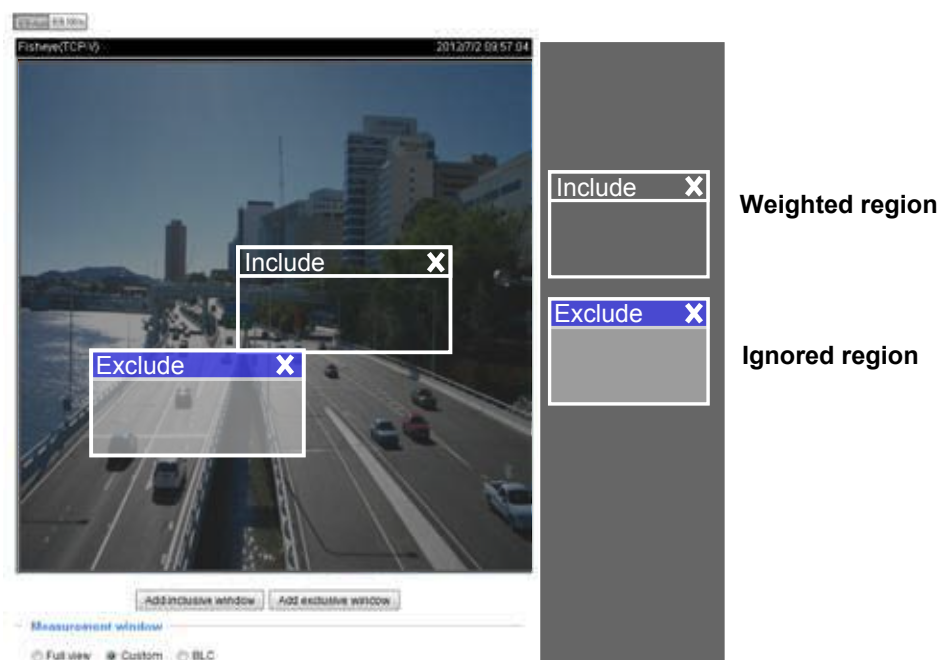 Fisheye(TCP-V) 2012/7/2 09:57:04
Include
Weighted region
Include
Exclude
Exclude
Ignored region
Add inclusive window Add exclusive window
Measurement window
Full view Custom BLC